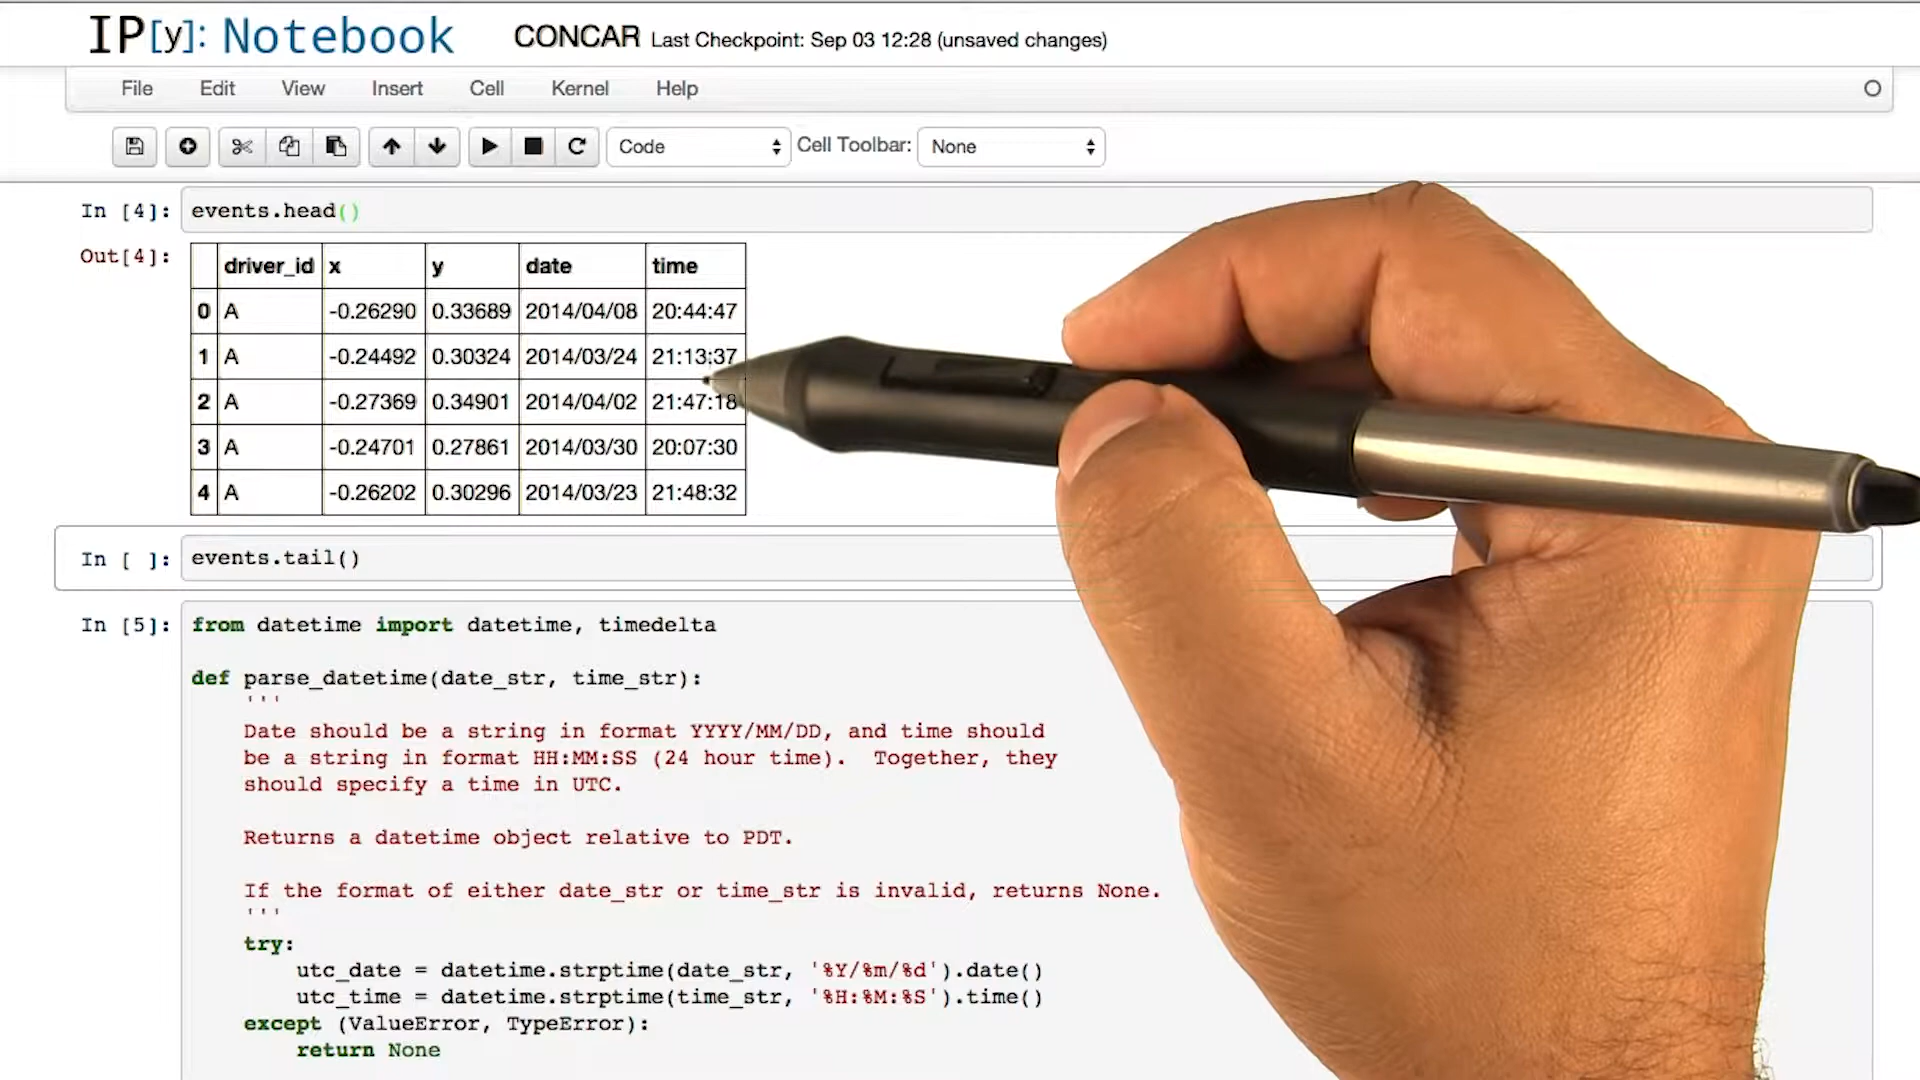 IP[y]: Notebook CONCAR Last Checkpoint: Sep 03 12:28 (unsaved changes)
File Edit View Insert Cell Kernel Help
Code Cell Toolbar: None
In [4]: events.head()
Out[4]:
driver_id x y date time
0 A -0.26290 0.33689 2014/04/08 20:44:47
1 A -0.24492 0.30324 2014/03/24 21:13:37
2 A -0.27369 0.34901 2014/04/02 21:47:18
3 A -0.24701 0.27861 2014/03/30 20:07:30
4 A -0.26202 0.30296 2014/03/23 21:48:32
In [ ]: events.tail()
In [5]: from datetime import datetime, timedelta
def parse_datetime(date_str, time_str):
'''
Date should be a string in format YYYY/MM/DD, and time should
be a string in format HH:MM:SS (24 hour time). Together, they
should specify a time in UTC.
Returns a datetime object relative to PDT.
If the format of either date_str or time_str is invalid, returns None.
'''
try:
utc_date = datetime.strptime(date_str, '%Y/%m/%d').date()
utc_time = datetime.strptime(time_str, '%H:%M:%S').time()
except (ValueError, TypeError):
return None